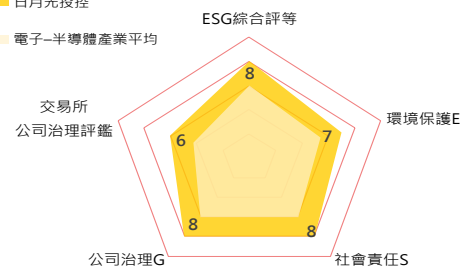 日月光投控
電子–半導體產業平均
ESG綜合評等
8
環境保護E
7
交易所
公司治理評鑑
6
8
8
公司治理G
社會責任S